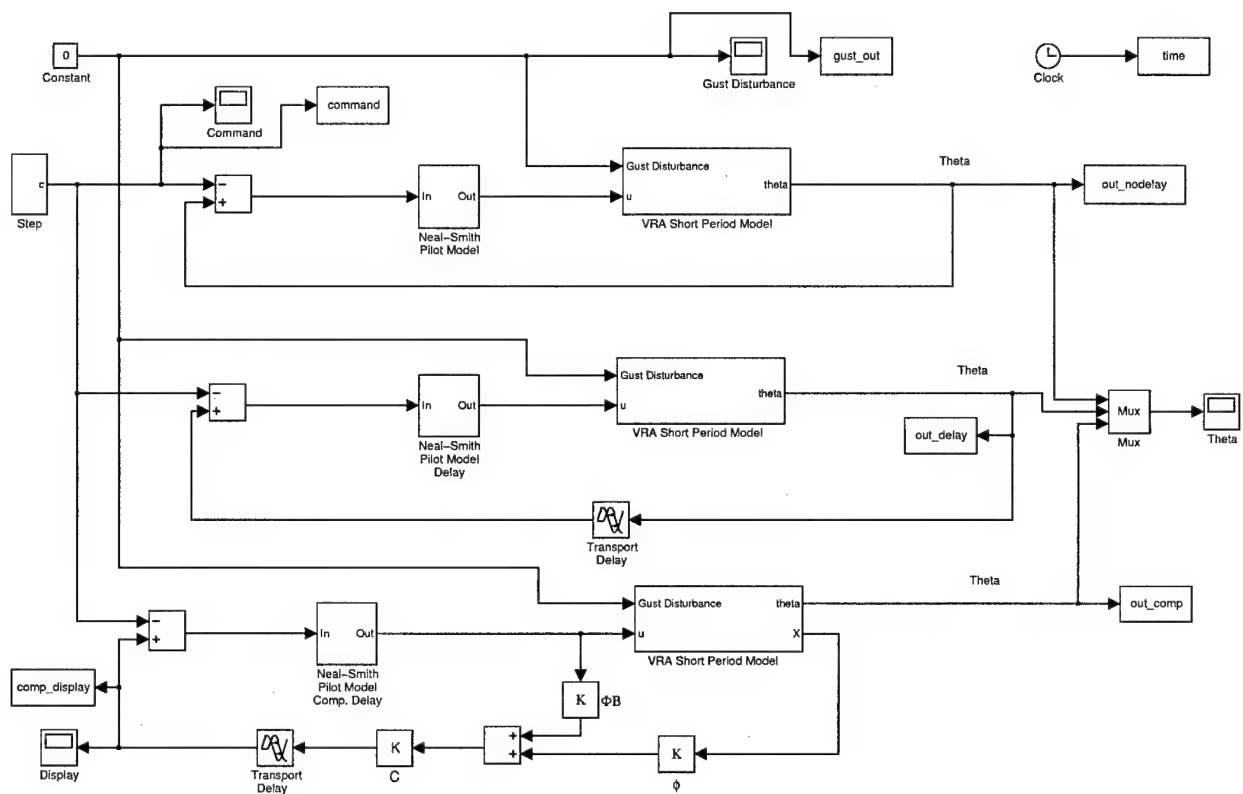 0
Constant
Gust Disturbance
gust_out
Clock
time
Command
command
c
Step
−
+
In Out
Neal−Smith
Pilot Model
Gust Disturbance
theta
u
VRA Short Period Model
Theta
out_nodelay
−
+
In Out
Neal−Smith
Pilot Model
Delay
Gust Disturbance
theta
u
VRA Short Period Model
Theta
out_delay
Mux
Mux
Theta
Transport
Delay
−
+
In Out
Neal−Smith
Pilot Model
Comp. Delay
Gust Disturbance theta
u X
VRA Short Period Model
Theta
out_comp
comp_display
K
ΦB
Display
Transport
Delay
K
C
+
+
K
ϕ